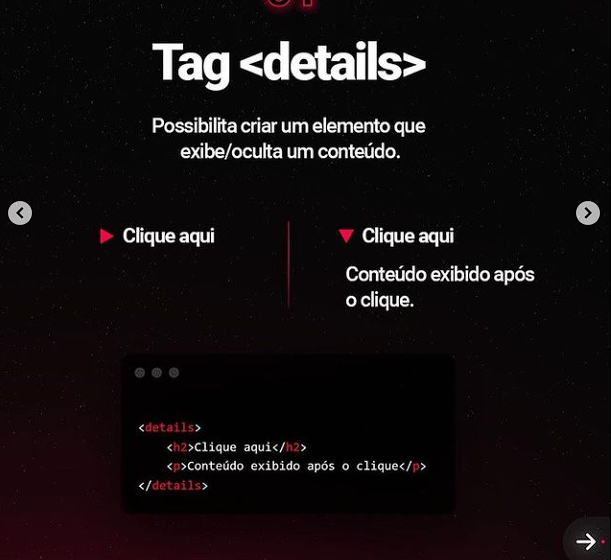 Tag <details>
Possibilita criar um elemento que
exibe/oculta um conteúdo.
Clique aqui
Clique aqui
Conteúdo exibido após
o clique.
<details>
<h2>Clique aqui</h2>
<p>Conteúdo exibido após o clique</p>
</details>